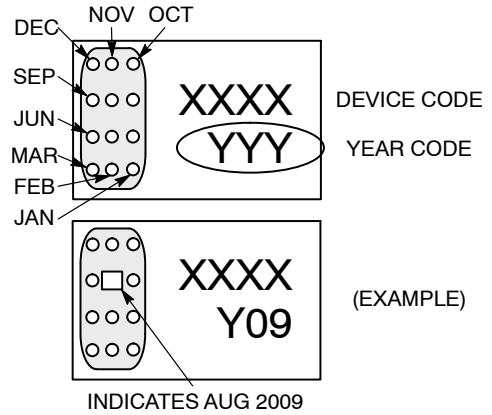 NOV OCT
DEC
SEP
XXXX DEVICE CODE
JUN
YYY YEAR CODE
MAR
FEB
JAN
XXXX
(EXAMPLE)
Y09
INDICATES AUG 2009